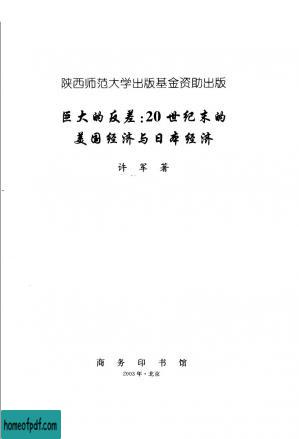 陕西师范大学出版基金资助出版
巨大的反差:20世纪末的
美国经济与日本经济
许军著
商务印书馆
2003年·北京
homeofpdf.com